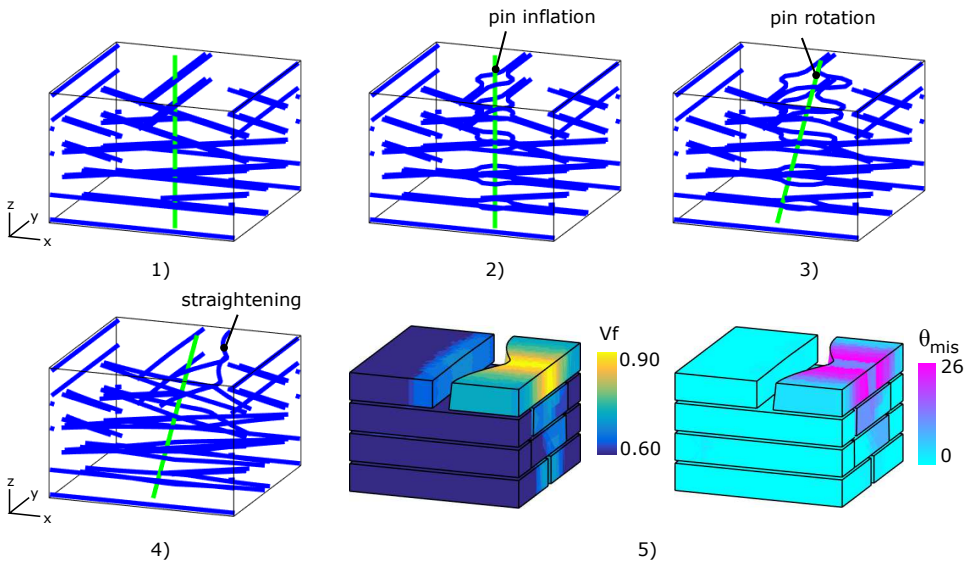 pin inflation
pin rotation
z
y
x
1)
2)
3)
straightening
z
y
x
4)
Vf
0.90
0.60
θmis
26
0
5)